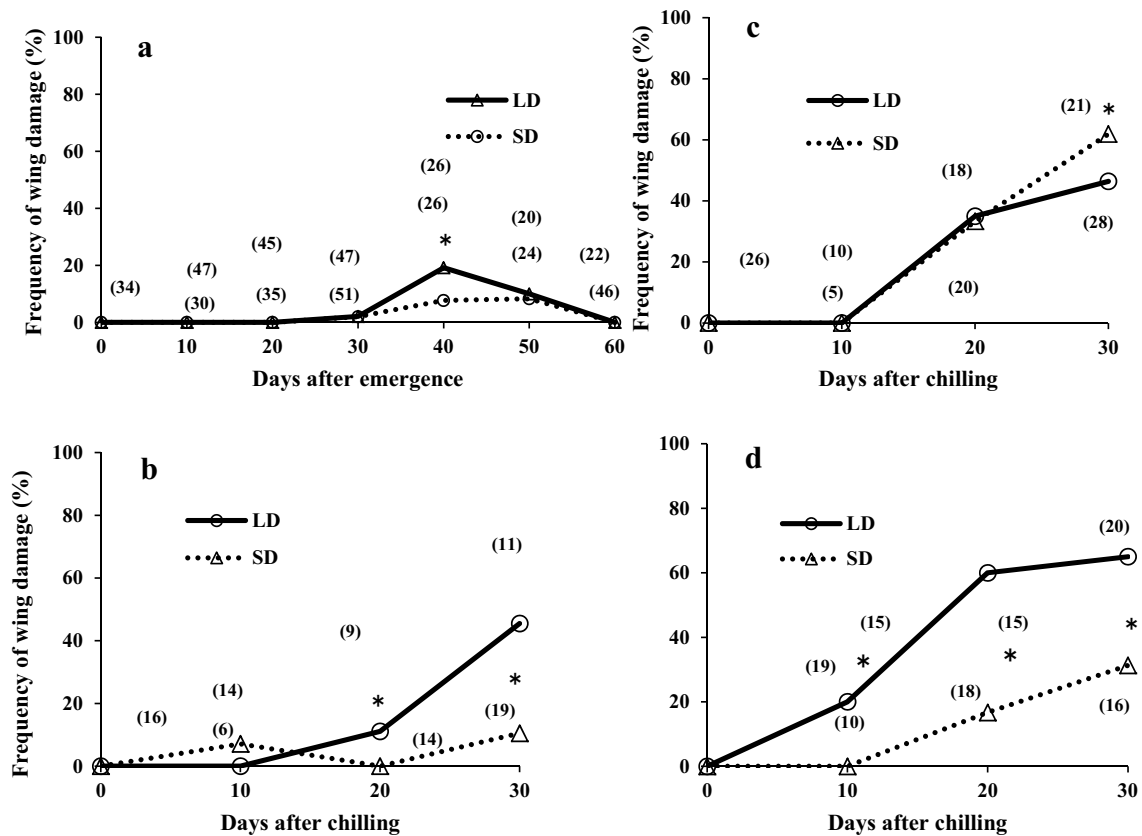 a
Frequency of wing damage (%)
100
80
60
40
20
0
LD
SD
(26)
(26)
*
(20)
(24)
(22)
(46)
(47)
(51)
(45)
(35)
(47)
(30)
(34)
0 10 20 30 40 50 60
Days after emergence
c
Frequency of wing damage (%)
100
80
60
40
20
0
LD
SD
(21) *
(18)
(28)
(20)
(26)
(10)
(5)
0 10 20 30
Days after chilling
b
Frequency of wing damage (%)
100
80
60
40
20
0
LD
SD
(11)
(9)
*
*
(14)
(16)
(6)
(19)
(14)
0 10 20 30
Days after chilling
d
100
80
60
40
20
0
LD
SD
(20)
(15)
(15)
*
*
*
(19)
(18)
(10)
(16)
0 10 20 30
Days after chilling